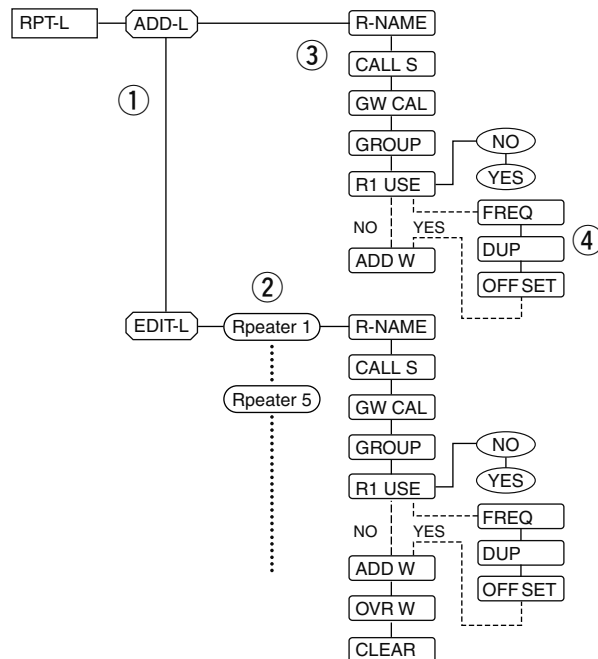 RPT-L
ADD-L
R-NAME
③
CALL S
①
GW CAL
GROUP
NO
R1 USE
YES
FREQ
NO
YES
④
DUP
ADD W
OFF SET
②
EDIT-L
Rpeater 1
R-NAME
CALL S
Rpeater 5
GW CAL
GROUP
NO
R1 USE
YES
FREQ
NO
YES
DUP
ADD W
OFF SET
OVR W
CLEAR